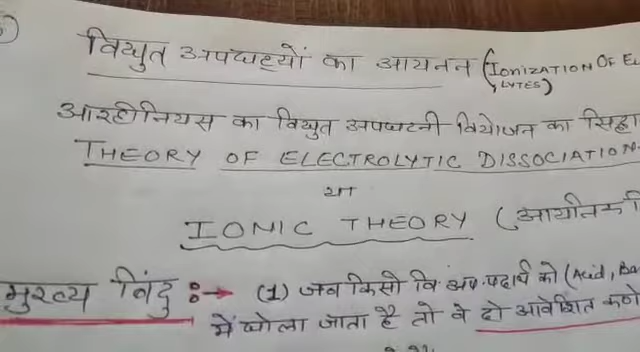 विद्युत अपघट्यों का आयनन (IONIZATION OF EL
LYTES)
आरहीनियस का विद्युत अपघटनी वियोजन का सिद्धा
THEORY OF ELECTROLYTIC DISSOCIATION
या
IONIC THEORY (आयनिक
मुख्य बिंदु :→ (1) जब किसी वि अप. पदार्थ को (Acid, Ba
में घोला जाता है तो वे दो आवेशित कणों